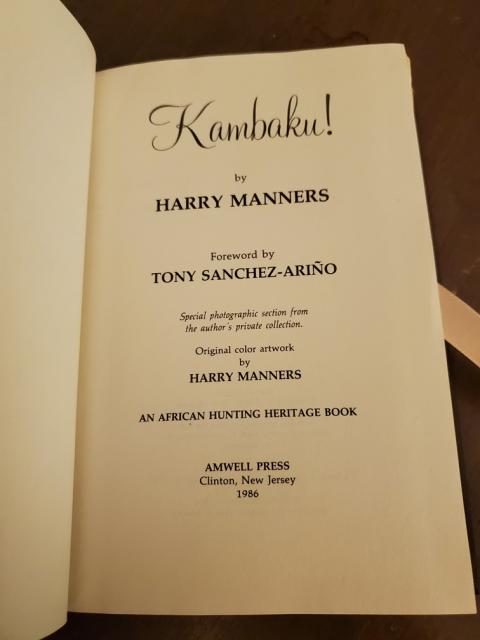 Kambaku!
by
HARRY MANNERS
Foreword by
TONY SANCHEZ-ARIÑO
Special photographic section from
the author's private collection.
Original color artwork
by
HARRY MANNERS
AN AFRICAN HUNTING HERITAGE BOOK
AMWELL PRESS
Clinton, New Jersey
1986